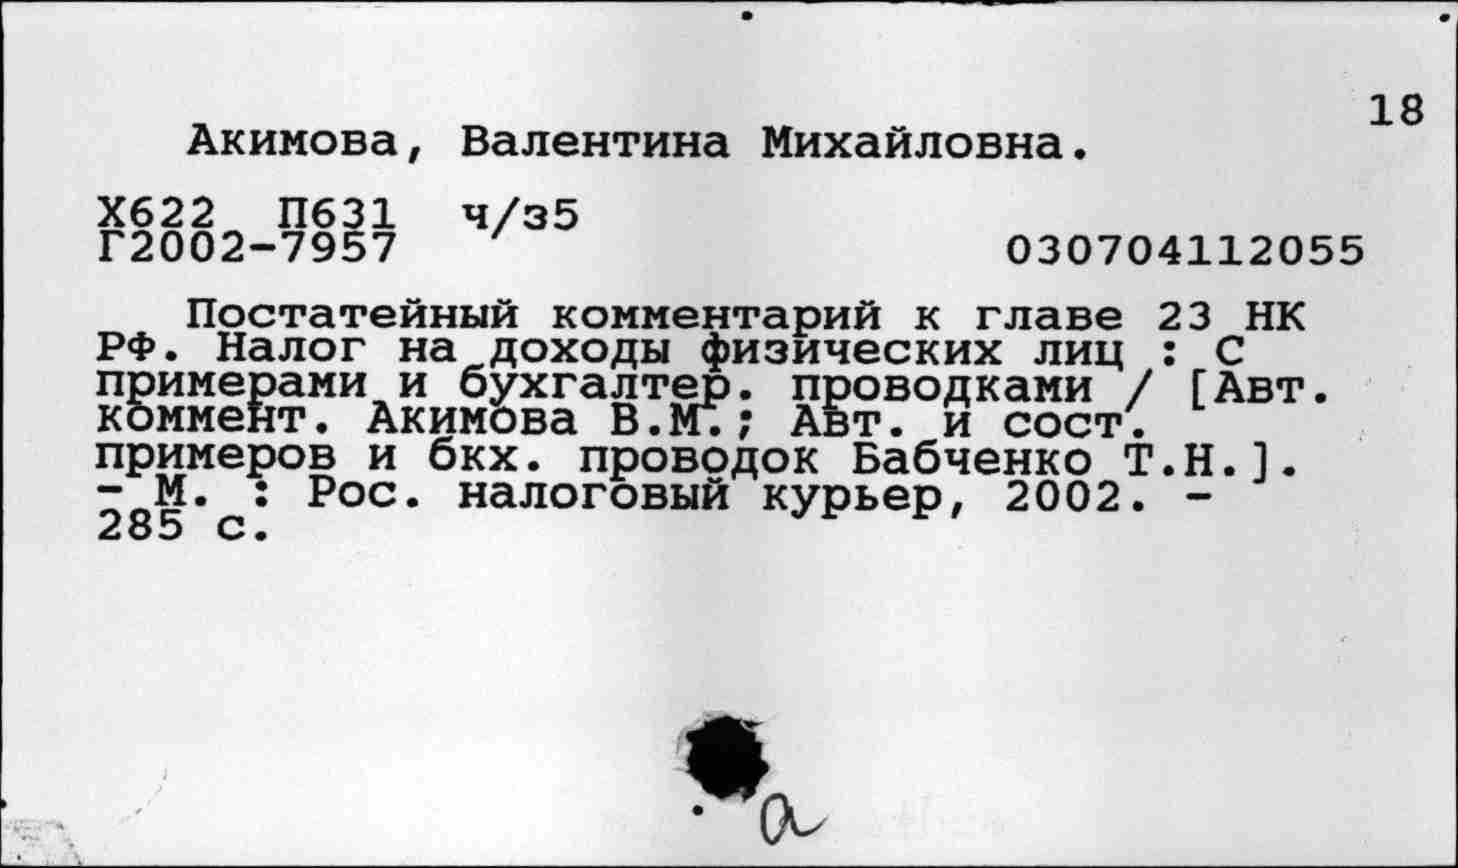 18
Акимова, Валентина Михайловна.
Х622 П631 ч/з5
Г2002-7957 030704112055
Постатейный комментарий к главе 23 НК
РФ. Налог на доходы физических лиц : С
примерами и бухгалтер. проводками / [Авт.
коммент. Акимова В.М.; Авт. и сост.
примеров и бкх. проводок Бабченко Т.Н.].
- М. : Рос. налоговый курьер, 2002. -
285 с.
а